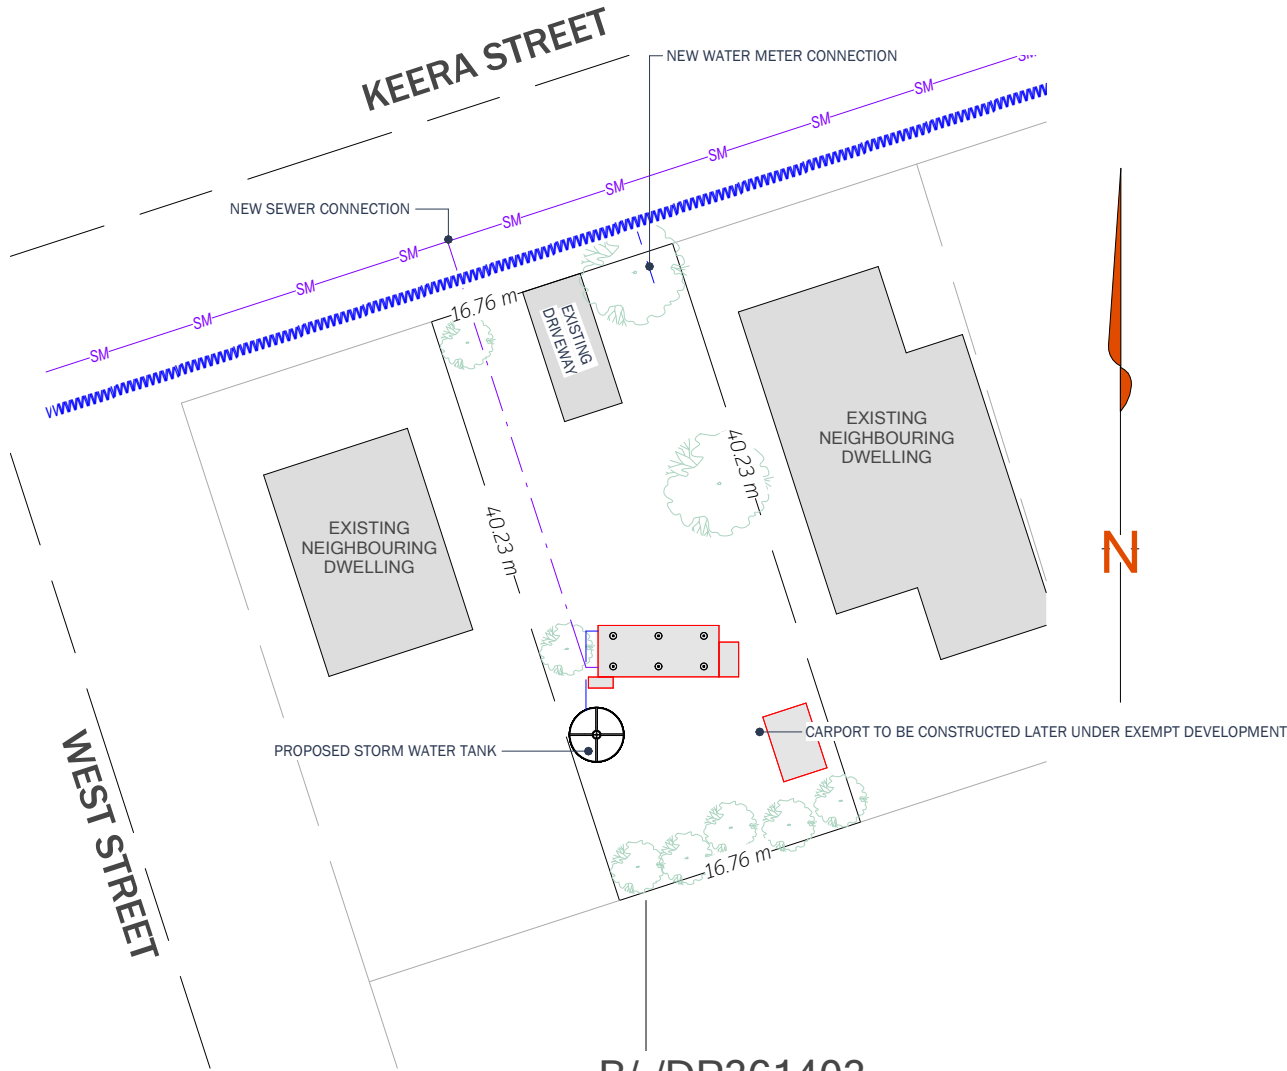 KEERA STREET
NEW WATER METER CONNECTION
SM
SM
SM
SM
SM
SM
SM
SM
SM
SM
NEW SEWER CONNECTION
16.76 m
EXISTING
DRIVEWAY
EXISTING
NEIGHBOURING
DWELLING
40.23 m
EXISTING
NEIGHBOURING
DWELLING
40.23 m
N
PROPOSED STORM WATER TANK
CARPORT TO BE CONSTRUCTED LATER UNDER EXEMPT DEVELOPMENT
WEST STREET
16.76 m